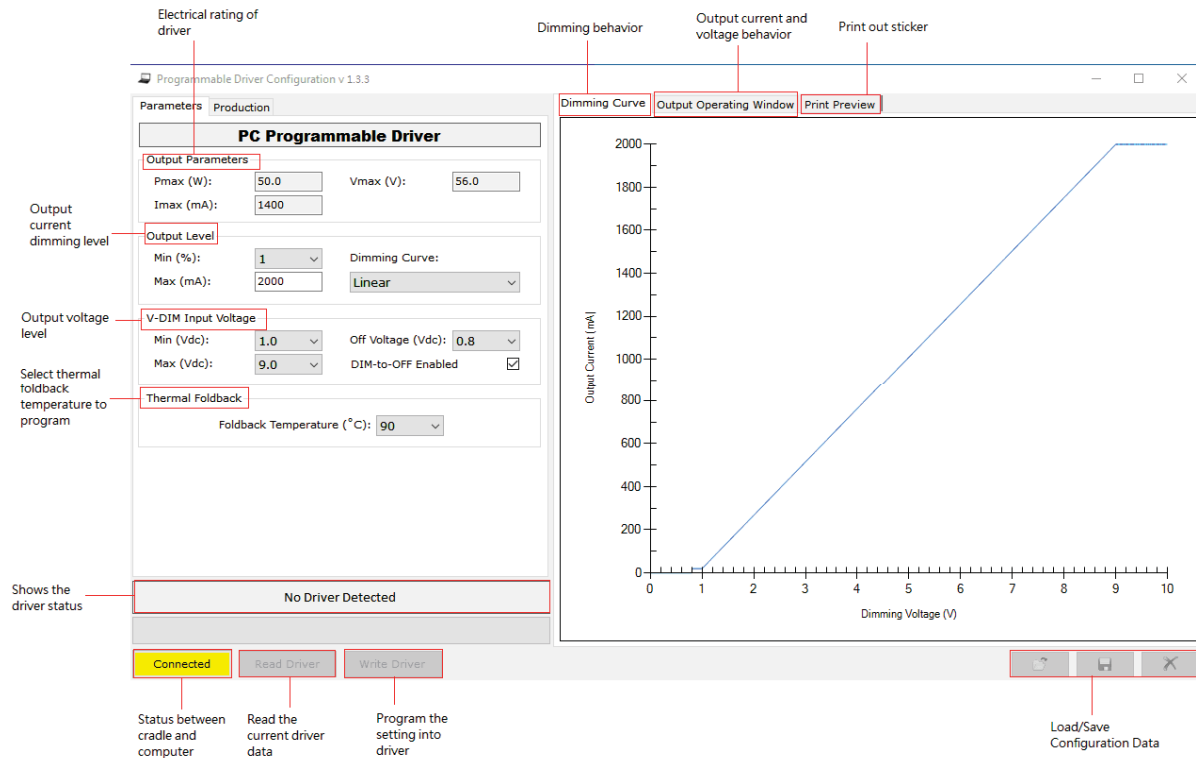 Electrical rating of
driver
Dimming behavior
Output current and
voltage behavior
Print out sticker
Programmable Driver Configuration v 1.3.3
Parameters
Production
Dimming Curve
Output Operating Window
Print Preview
PC Programmable Driver
Output Parameters
Pmax (W):
50.0
Vmax (V):
56.0
Imax (mA):
1400
Output
current
dimming level
Output Level
Min (%):
1
Dimming Curve:
Max (mA):
2000
Linear
Output voltage
level
V-DIM Input Voltage
Min (Vdc):
1.0
Off Voltage (Vdc):
0.8
Max (Vdc):
9.0
DIM-to-OFF Enabled
Select thermal
foldback
temperature to
program
Thermal Foldback
Foldback Temperature (°C):
90
Shows the
driver status
No Driver Detected
Connected
Read Driver
Write Driver
Status between
cradle and
computer
Read the
current driver
data
Program the
setting into
driver
2000
1800
1600
1400
1200
1000
800
600
400
200
0
Output Current [mA]
0 1 2 3 4 5 6 7 8 9 10
Dimming Voltage (V)
Load/Save
Configuration Data